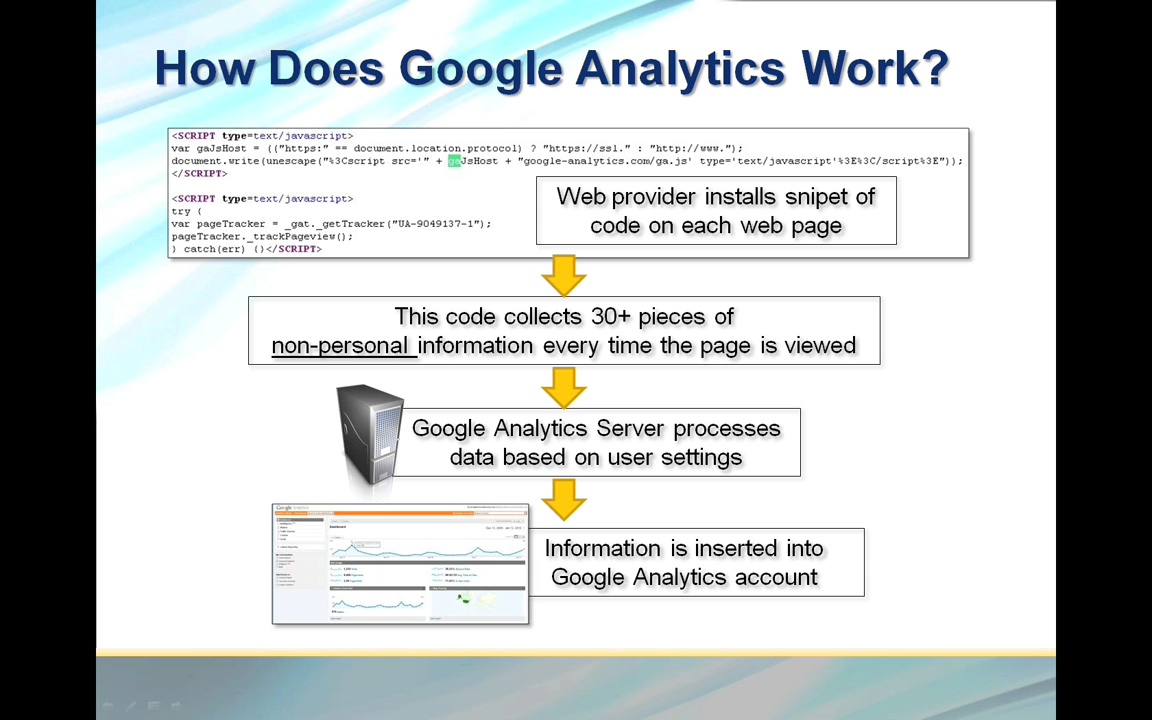 How Does Google Analytics Work?
<SCRIPT type=text/javascript>
var gaJsHost = (("https:" == document.location.protocol) ? "https://ssl." : "http://www.");
document.write(unescape("%3Cscript src='" + gaJsHost + "google-analytics.com/ga.js' type='text/javascript'%3E%3C/script%3E"));
</SCRIPT>
<SCRIPT type=text/javascript>
try {
var pageTracker = _gat._getTracker("UA-9049137-1");
pageTracker._trackPageview();
} catch(err) {}</SCRIPT>
Web provider installs snipet of
code on each web page
This code collects 30+ pieces of
non-personal information every time the page is viewed
Google Analytics Server processes
data based on user settings
Google
Dashboard
Information is inserted into
Google Analytics account